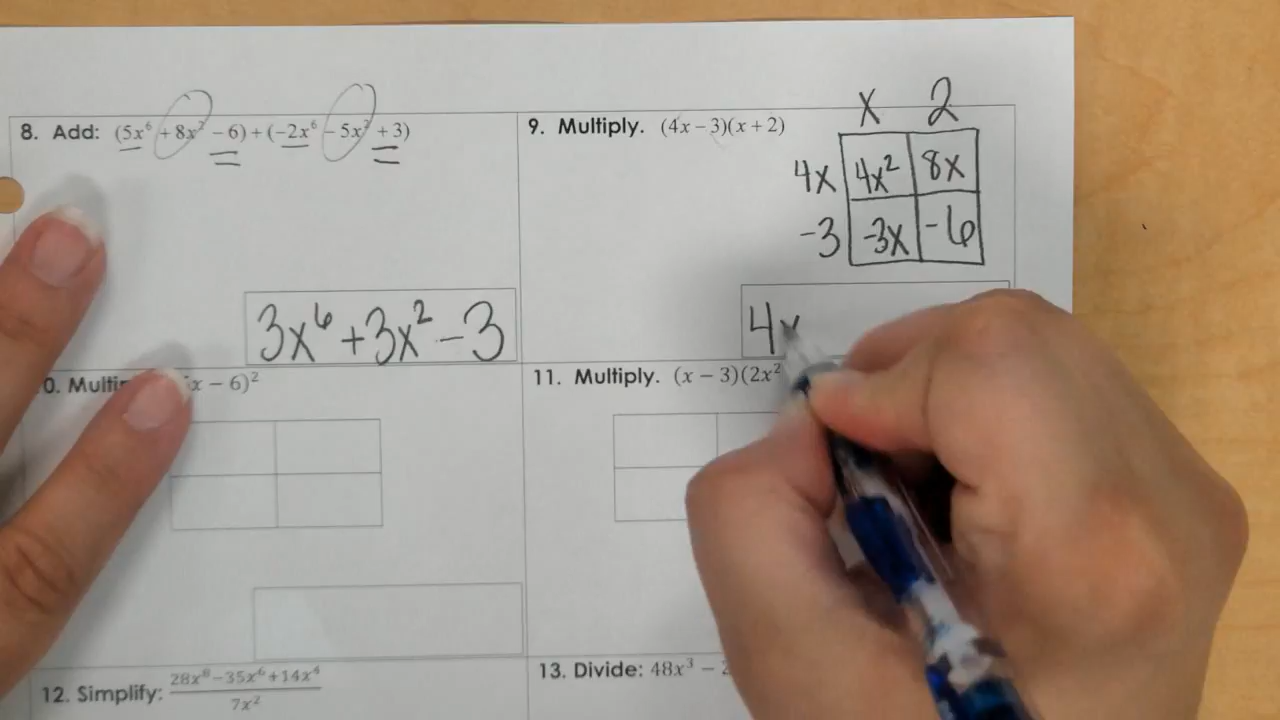 8. Add: (5x⁶ + 8x² − 6) + (−2x⁶ − 5x² + 3)
3x⁶ + 3x² − 3
9. Multiply. (4x − 3)(x + 2)
x 2
4x 4x² 8x
-3 -3x -6
4x
0. x − 6)²
11. Multiply. (x − 3)(2x²
12. Simplify: 28x⁸−35x⁶+14x⁴
7x²
13. Divide: 48x³ −